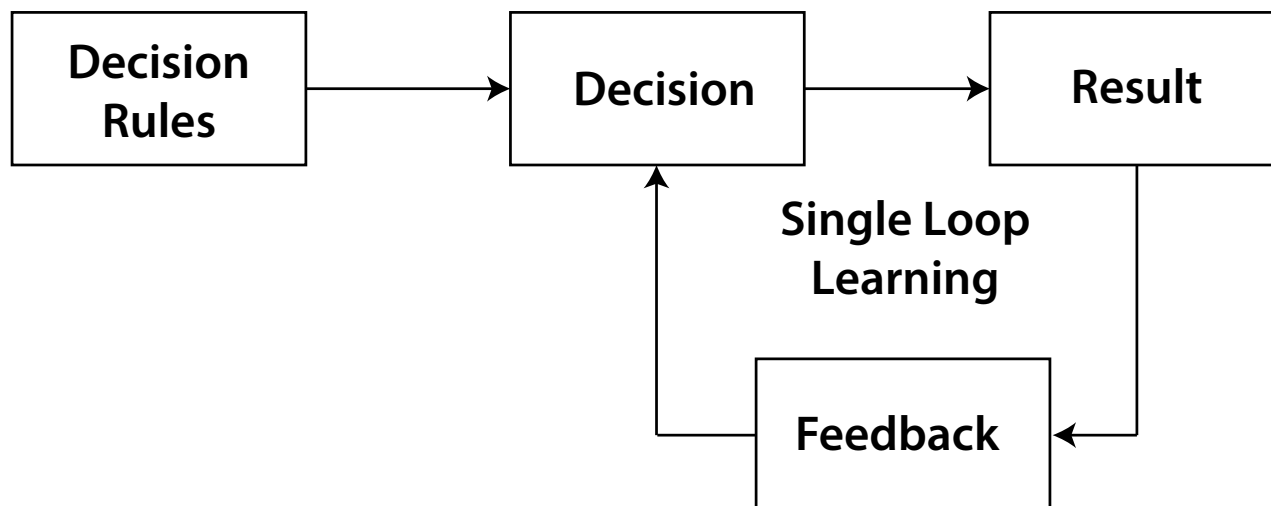 Decision
Rules
Decision
Result
Single Loop
Learning
Feedback